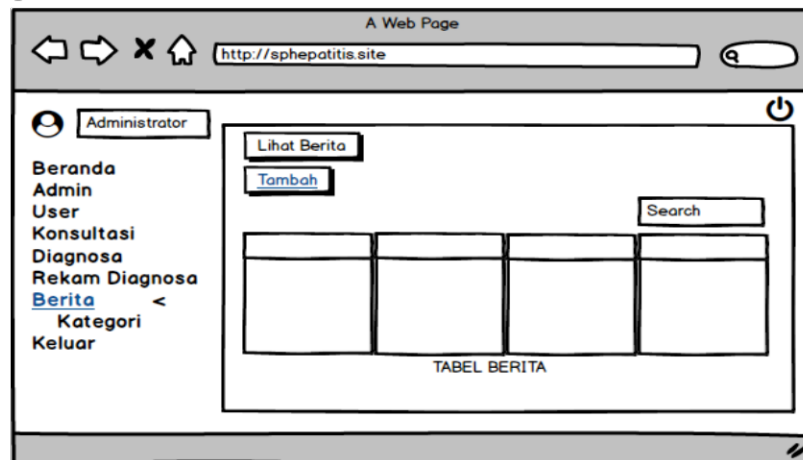 A Web Page
http://sphepatitis.site
Administrator
Beranda
Admin
User
Konsultasi
Diagnosa
Rekam Diagnosa
Berita <
Kategori
Keluar
Lihat Berita
Tambah
Search
TABEL BERITA